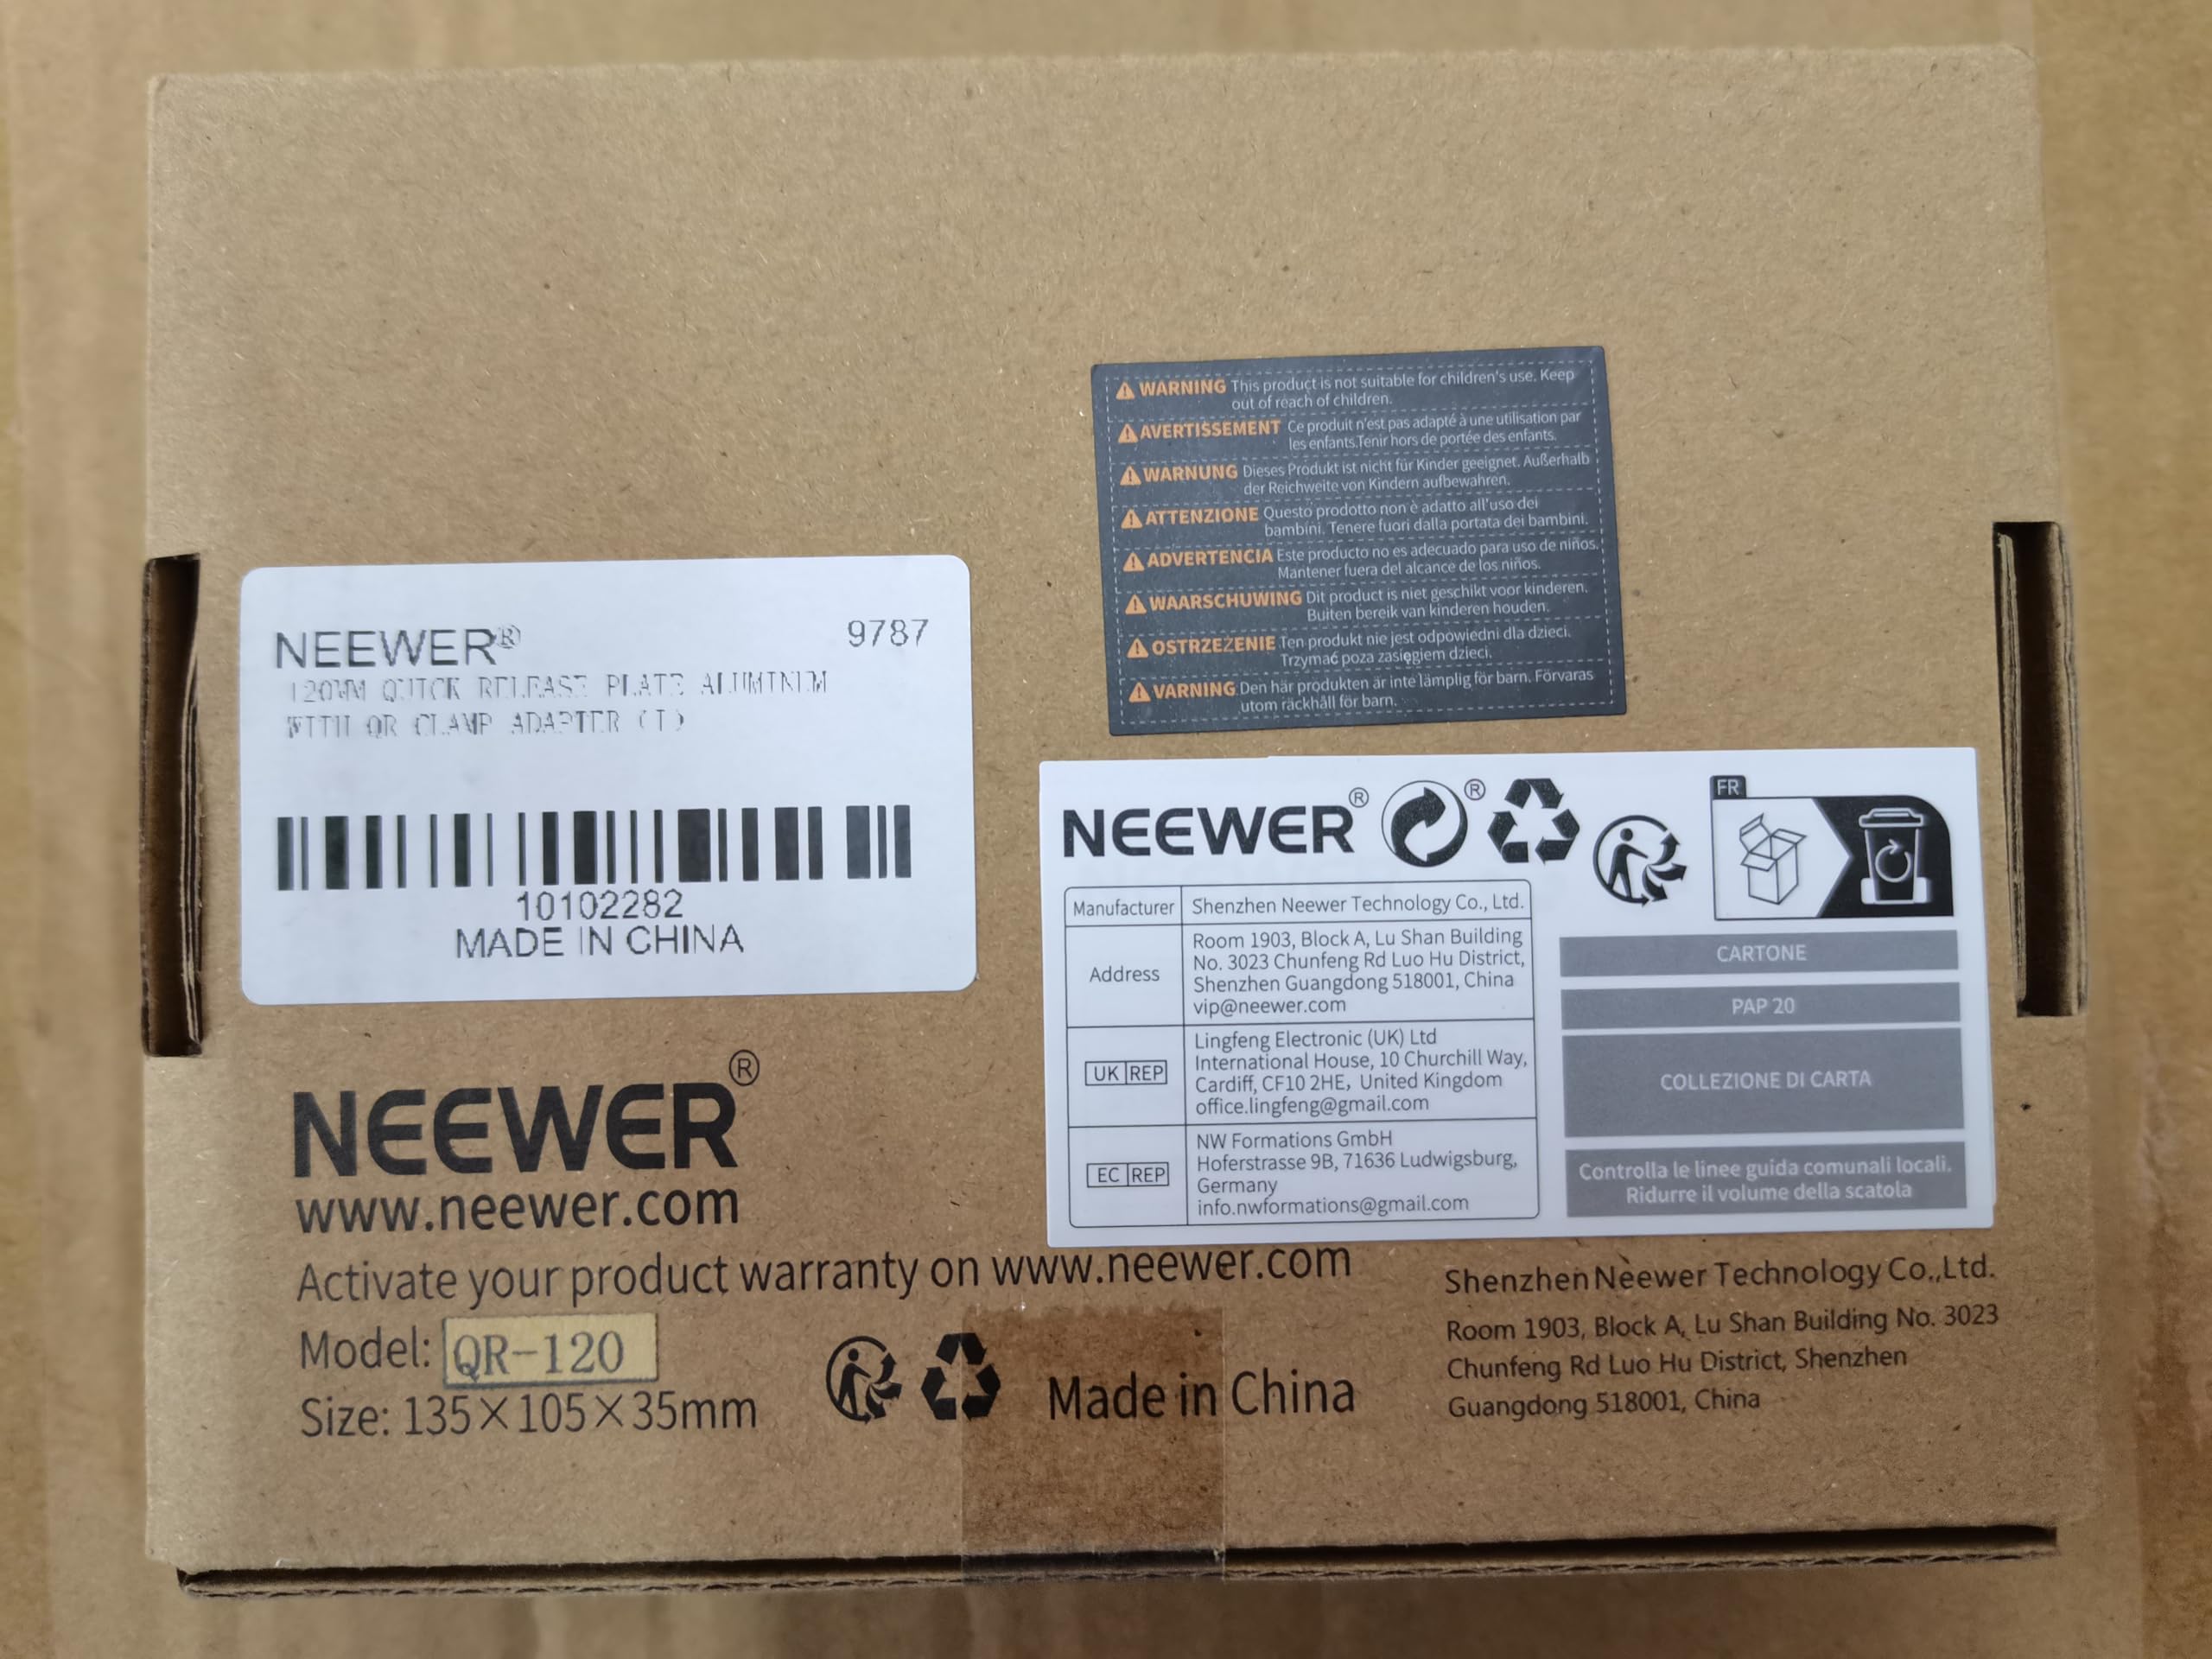 NEEWER® 9787
120MM QUICK RELEASE PLATE ALUMINUM
WITH QR CLAMP ADAPTER (T)
10102282
MADE IN CHINA
WARNING This product is not suitable for children's use. Keep
out of reach of children.
AVERTISSEMENT Ce produit n'est pas adapté à une utilisation par
les enfants.Tenir hors de portée des enfants.
WARNUNG Dieses Produkt ist nicht für Kinder geeignet. Außerhalb
der Reichweite von Kindern aufbewahren.
ATTENZIONE Questo prodotto non è adatto all'uso dei
bambini. Tenere fuori dalla portata dei bambini.
ADVERTENCIA Este producto no es adecuado para uso de niños.
Mantener fuera del alcance de los niños.
WAARSCHUWING Dit product is niet geschikt voor kinderen.
Buiten bereik van kinderen houden.
OSTRZEŻENIE Ten produkt nie jest odpowiedni dla dzieci.
Trzymać poza zasięgiem dzieci.
VARNING Den här produkten är inte lämplig för barn. Förvaras
utom räckhåll för barn.
NEEWER® ®
FR
Manufacturer Shenzhen Neewer Technology Co., Ltd.
Address
Room 1903, Block A, Lu Shan Building
No. 3023 Chunfeng Rd Luo Hu District,
Shenzhen Guangdong 518001, China
vip@neewer.com
UK REP
Lingfeng Electronic (UK) Ltd
International House, 10 Churchill Way,
Cardiff, CF10 2HE, United Kingdom
office.lingfeng@gmail.com
EC REP
NW Formations GmbH
Hoferstrasse 9B, 71636 Ludwigsburg,
Germany
info.nwformations@gmail.com
CARTONE
PAP 20
COLLEZIONE DI CARTA
Controlla le linee guida comunali locali.
Ridurre il volume della scatola
NEEWER®
www.neewer.com
Activate your product warranty on www.neewer.com
Model: QR-120
Size: 135×105×35mm
Made in China
Shenzhen Neewer Technology Co.,Ltd.
Room 1903, Block A, Lu Shan Building No. 3023
Chunfeng Rd Luo Hu District, Shenzhen
Guangdong 518001, China